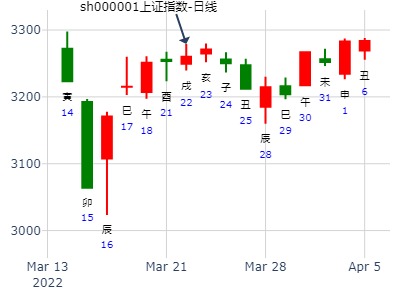 sh000001上证指数-日线
3300
3200
3100
3000
寅
14
卯
15
辰
16
巳
17
午
18
酉
21
戌
22
亥
23
子
24
丑
25
辰
28
巳
29
午
30
未
31
申
1
丑
6
Mar 13
2022
Mar 21
Mar 28
Apr 5